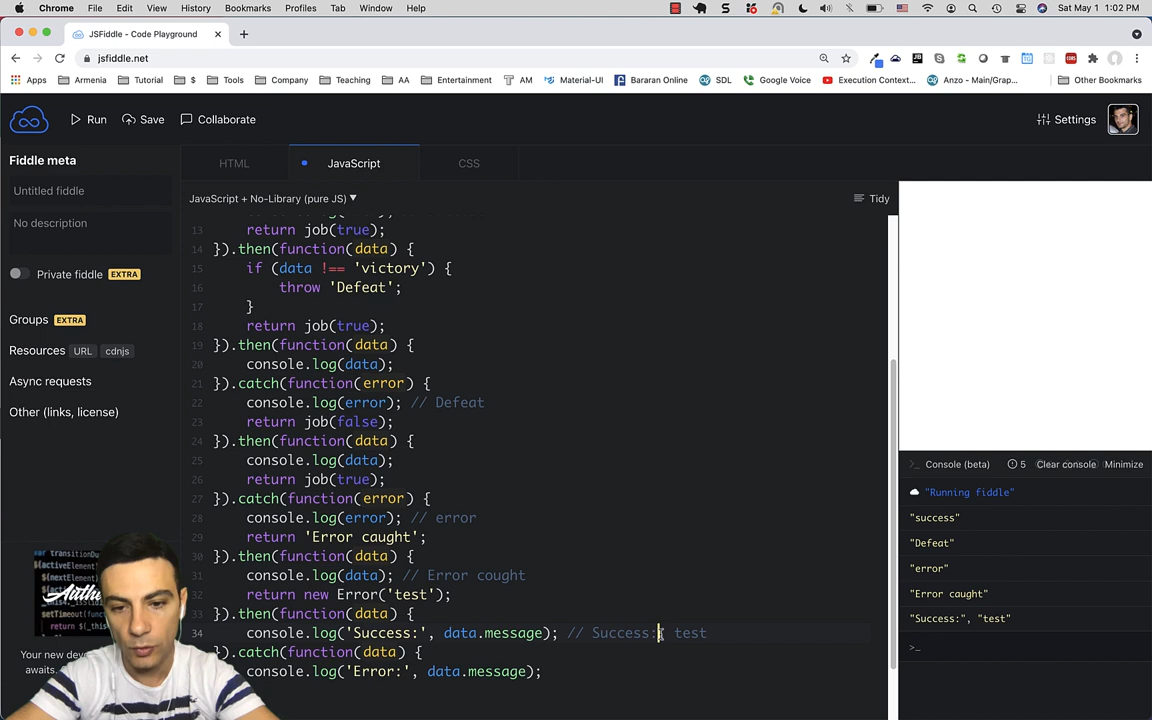 Chrome File Edit View History Bookmarks Profiles Tab Window Help Sat May 1 1:02 PM
JSFiddle - Code Playground
jsfiddle.net
Apps Armenia Tutorial $ Tools Company Teaching AA Entertainment AM Material-UI Bararan Online SDL Google Voice Execution Context... Anzo - Main/Grap... Other Bookmarks
Run Save Collaborate Settings
Fiddle meta
Untitled fiddle
No description
Private fiddle EXTRA
Groups EXTRA
Resources URL cdnjs
Async requests
Other (links, license)
HTML JavaScript CSS
JavaScript + No-Library (pure JS) Tidy
13 return job(true);
14 }).then(function(data) {
15 if (data !== 'victory') {
16 throw 'Defeat';
17 }
18 return job(true);
19 }).then(function(data) {
20 console.log(data);
21 }).catch(function(error) {
22 console.log(error); // Defeat
23 return job(false);
24 }).then(function(data) {
25 console.log(data);
26 return job(true);
27 }).catch(function(error) {
28 console.log(error); // error
29 return 'Error caught';
30 }).then(function(data) {
31 console.log(data); // Error cought
32 return new Error('test');
33 }).then(function(data) {
34 console.log('Success:', data.message); // Success: test
}).catch(function(data) {
console.log('Error:', data.message);
Console (beta) 5 Clear console Minimize
"Running fiddle"
"success"
"Defeat"
"error"
"Error caught"
"Success:", "test"
>_
var transitionDu
$(activeElement)
$(nextElement)
setTimeout(func
return $(_this
Your new dev
awaits.